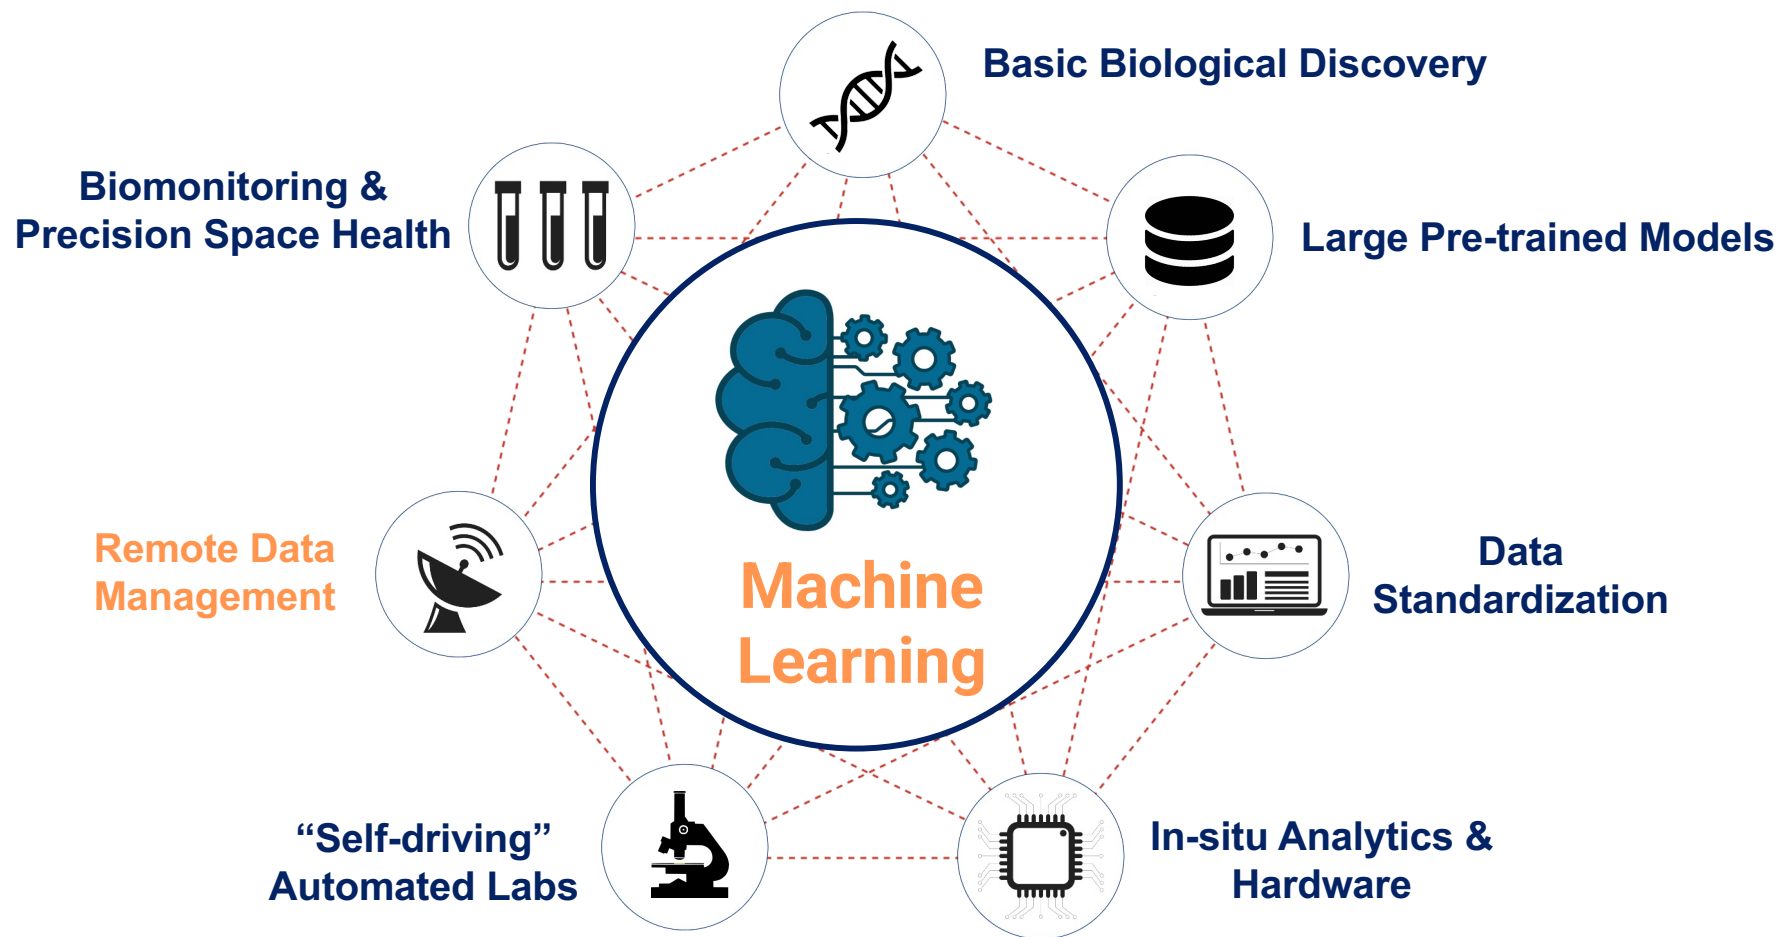 Basic Biological Discovery
Biomonitoring &
Precision Space Health
Large Pre-trained Models
Machine
Learning
Remote Data
Management
Data
Standardization
“Self-driving”
Automated Labs
In-situ Analytics &
Hardware